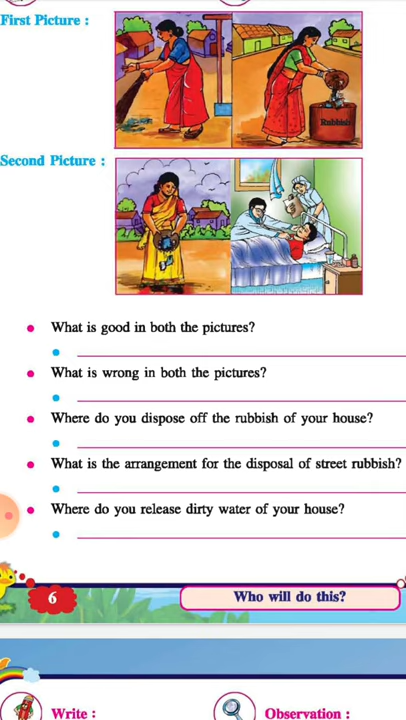 First Picture :
Rubbish
Second Picture :
What is good in both the pictures?
What is wrong in both the pictures?
Where do you dispose off the rubbish of your house?
What is the arrangement for the disposal of street rubbish?
Where do you release dirty water of your house?
6
Who will do this?
Write :
Observation :